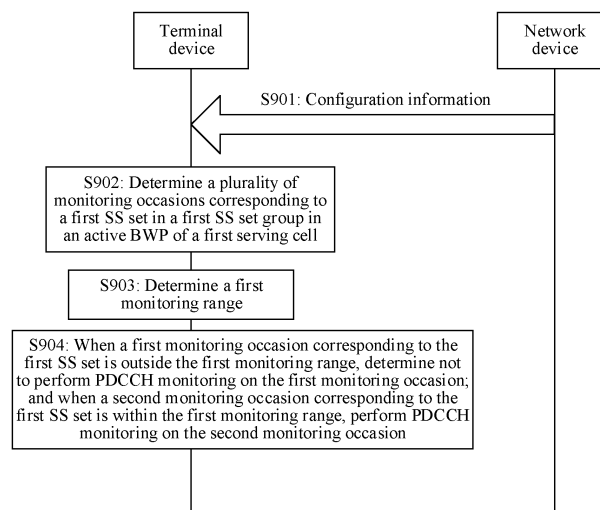 Terminal
device
Network
device
S901: Configuration information
S902: Determine a plurality of
monitoring occasions corresponding to
a first SS set in a first SS set group in
an active BWP of a first serving cell
S903: Determine a first
monitoring range
S904: When a first monitoring occasion corresponding to the
first SS set is outside the first monitoring range, determine not
to perform PDCCH monitoring on the first monitoring occasion;
and when a second monitoring occasion corresponding to the
first SS set is within the first monitoring range, perform PDCCH
monitoring on the second monitoring occasion